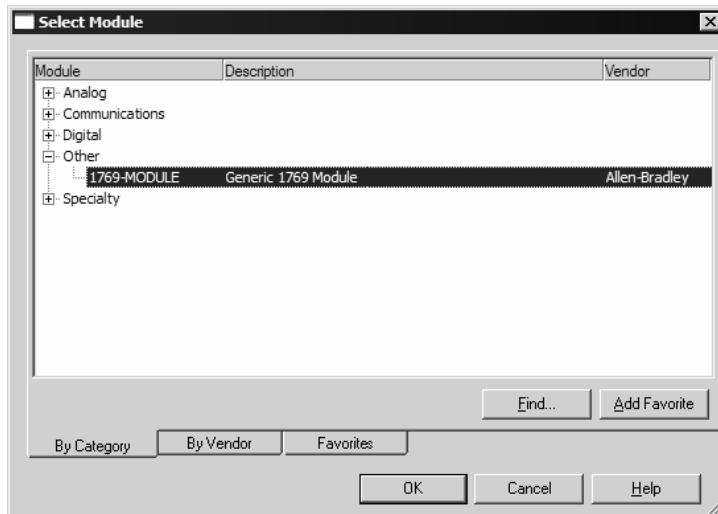 Select Module
Module Description Vendor
Analog
Communications
Digital
Other
1769-MODULE Generic 1769 Module Allen-Bradley
Specialty
Find... Add Favorite
By Category By Vendor Favorites
OK Cancel Help